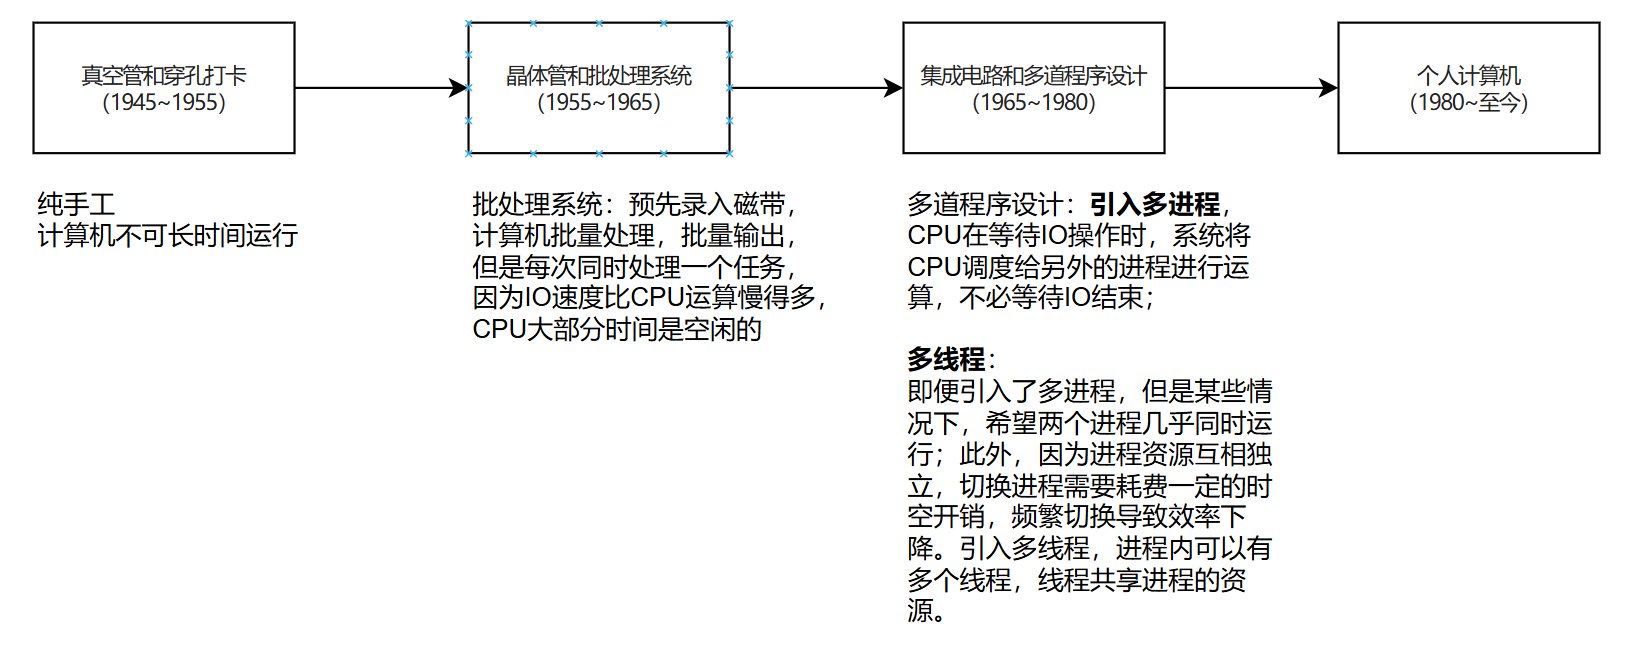 真空管和穿孔打卡
（1945~1955）
晶体管和批处理系统
（1955~1965）
集成电路和多道程序设计
（1965~1980）
个人计算机
（1980~至今）
纯手工
计算机不可长时间运行
批处理系统：预先录入磁带，
计算机批量处理，批量输出，
但是每次同时处理一个任务，
因为IO速度比CPU运算慢得多，
CPU大部分时间是空闲的
多道程序设计：引入多进程，
CPU在等待IO操作时，系统将
CPU调度给另外的进程进行运
算，不必等待IO结束；
多线程：
即便引入了多进程，但是某些情
况下，希望两个进程几乎同时运
行；此外，因为进程资源互相独
立，切换进程需要耗费一定的时
空开销，频繁切换导致效率下
降。引入多线程，进程内可以有
多个线程，线程共享进程的资
源。